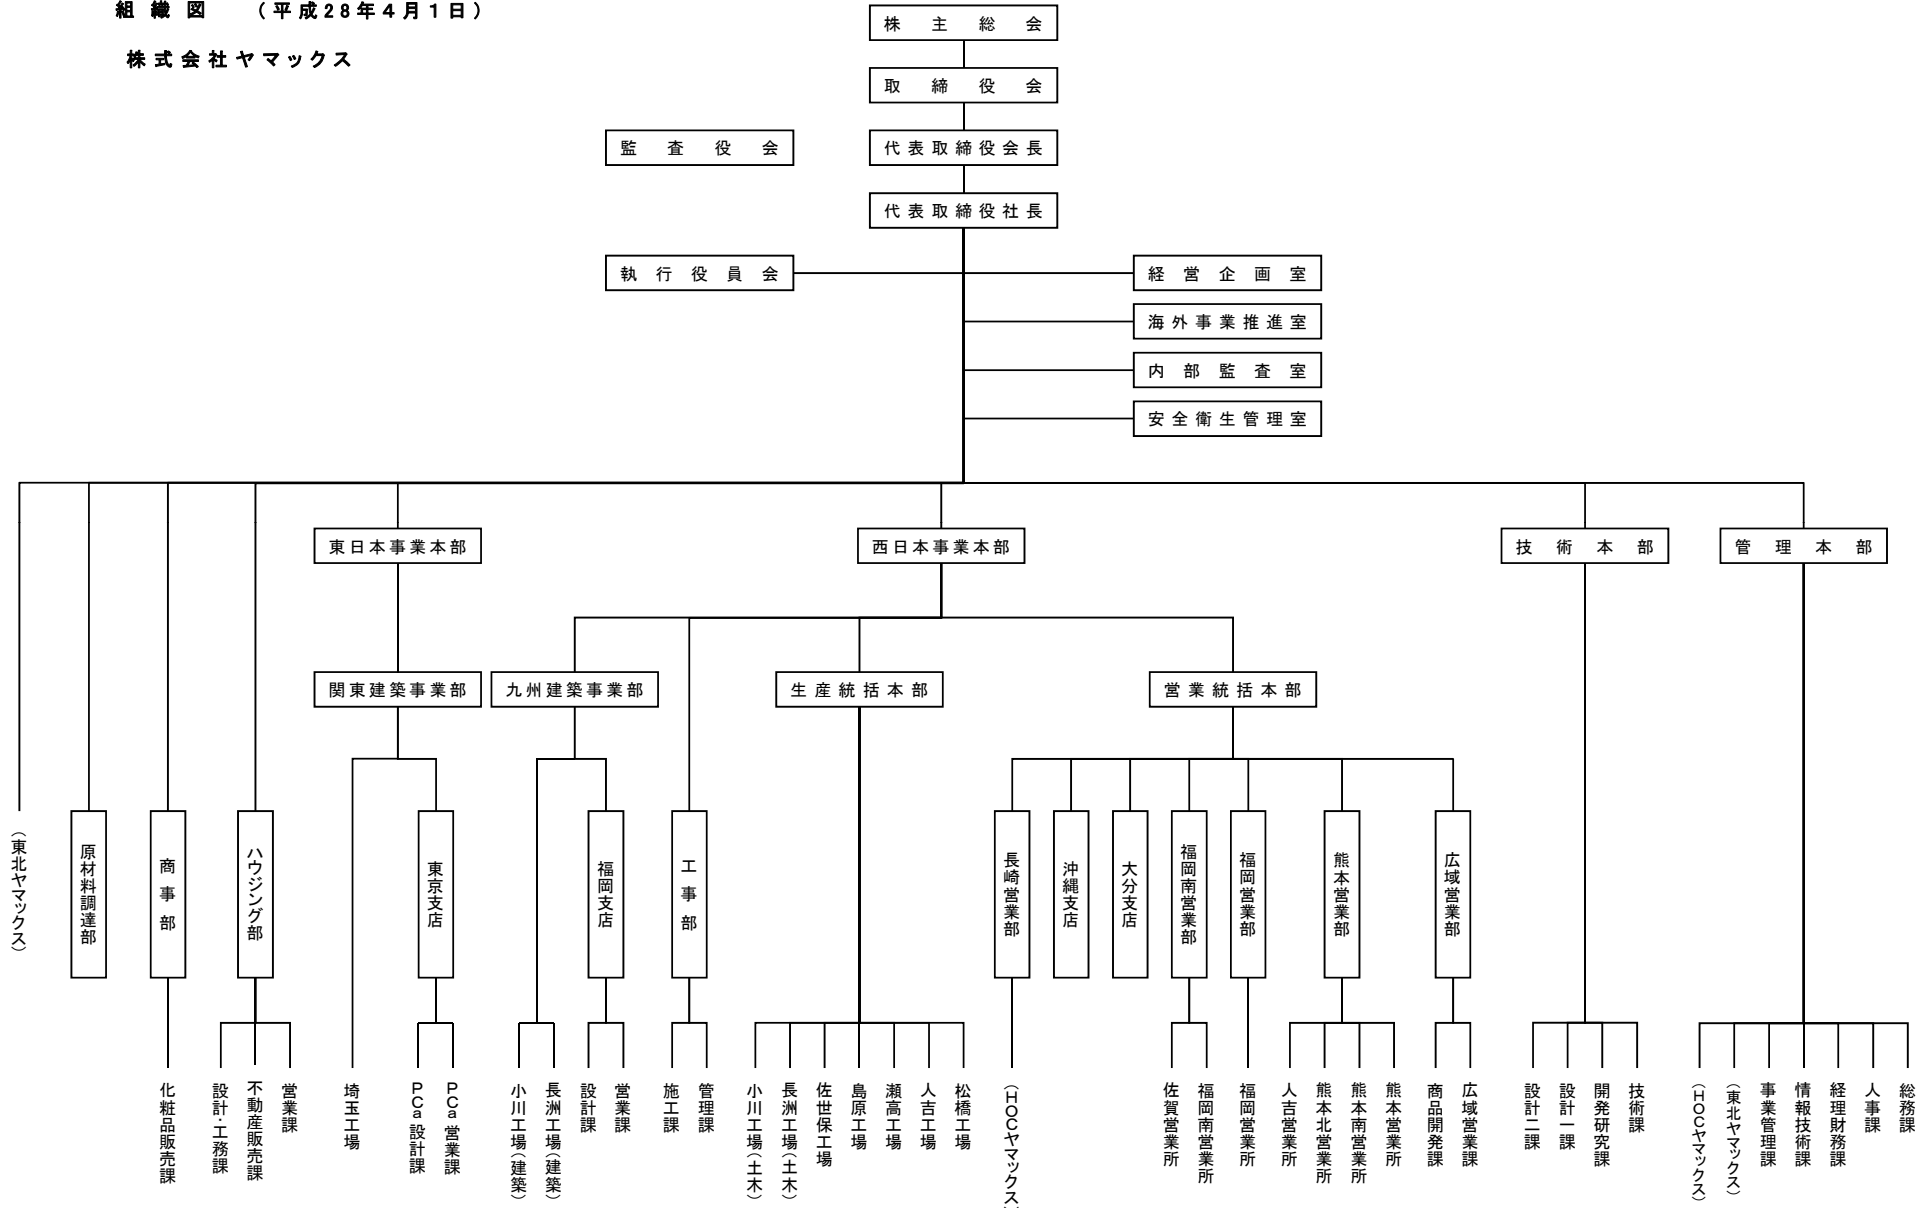 組織図 (平成28年4月1日)
株式会社ヤマックス
株主総会
取締役会
監査役会
代表取締役会長
代表取締役社長
執行役員会
経営企画室
海外事業推進室
内部監査室
安全衛生管理室
東日本事業本部
西日本事業本部
技術本部
管理本部
関東建築事業部
九州建築事業部
生産統括本部
営業統括本部
(東北ヤマックス)
原材料調達部
商事部
ハウジング部
東京支店
福岡支店
工事部
長崎営業部
沖縄支店
大分支店
福岡南営業部
福岡営業部
熊本営業部
広域営業部
化粧品販売課
設計・工務課
不動産販売課
営業課
埼玉工場
PCa設計課
PCa営業課
小川工場(建築)
長洲工場(建築)
設計課
営業課
施工課
管理課
小川工場(土木)
長洲工場(土木)
佐世保工場
島原工場
瀬高工場
人吉工場
松橋工場
(HOCヤマックス)
佐賀営業所
福岡南営業所
福岡営業所
人吉営業所
熊本北営業所
熊本南営業所
熊本営業所
商品開発課
広域営業課
設計二課
設計一課
開発研究課
技術課
(HOCヤマックス)
(東北ヤマックス)
事業管理課
情報技術課
経理財務課
人事課
総務課